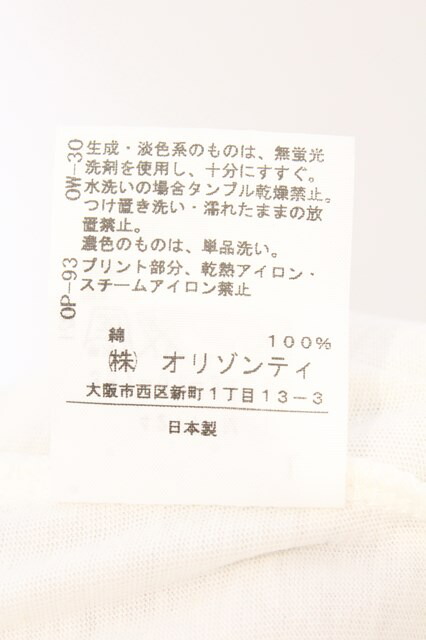 OW-30
生成・淡色系のものは、無蛍光
洗剤を使用し、十分にすすぐ。
水洗いの場合タンブル乾燥禁止。
つけ置き洗い・濡れたままの放
置禁止。
濃色のものは、単品洗い。
OP-93
プリント部分、乾熱アイロン・
スチームアイロン禁止
綿 100%
㈱ オリゾンティ
大阪市西区新町1丁目13-3
日本製